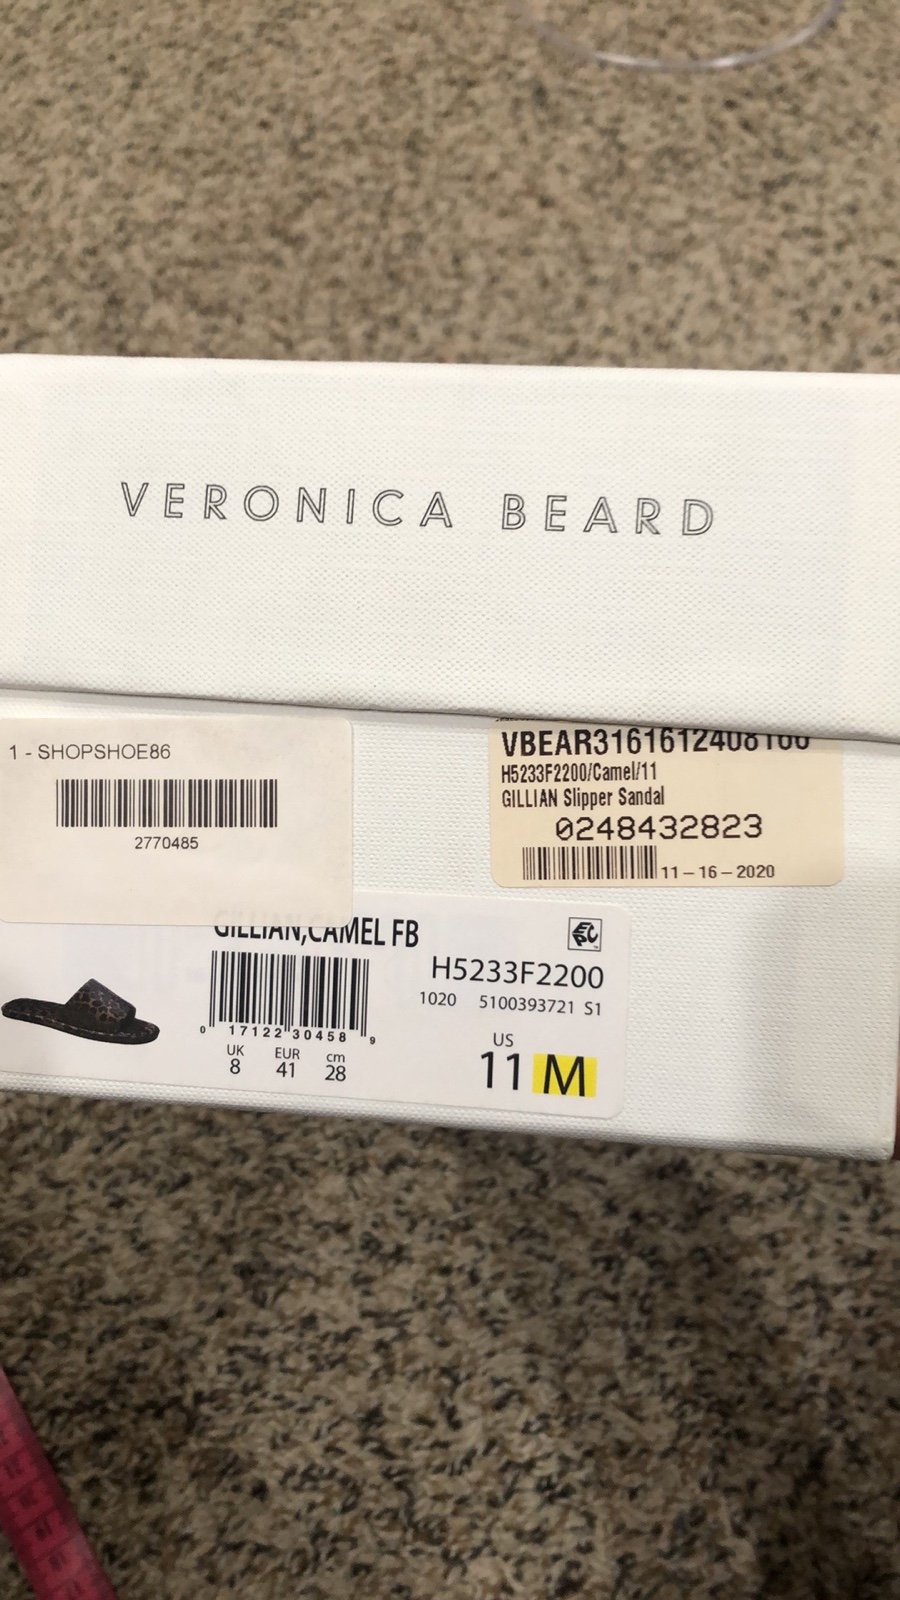 VERONICA BEARD
1 - SHOPSHOE86
2770485
VBEAR3161612408100
H5233F2200/Camel/11
GILLIAN Slipper Sandal
0248432823
11-16-2020
GILLIAN,CAMEL FB
H5233F2200
1020 5100393721 S1
0 17122 30458 9
UK EUR cm
8 41 28
US
11 M